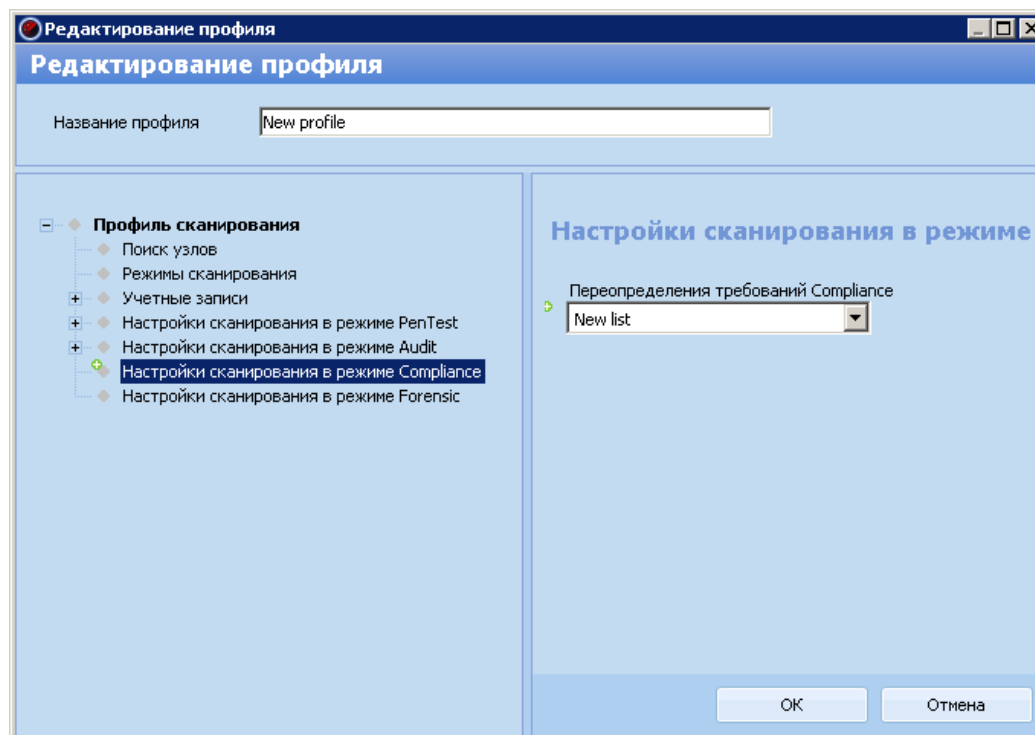 Редактирование профиля
Редактирование профиля
Название профиля New profile
Профиль сканирования
Поиск узлов
Режимы сканирования
Учетные записи
Настройки сканирования в режиме PenTest
Настройки сканирования в режиме Audit
Настройки сканирования в режиме Compliance
Настройки сканирования в режиме Forensic
Настройки сканирования в режиме
Переопределения требований Compliance
New list
ОК Отмена